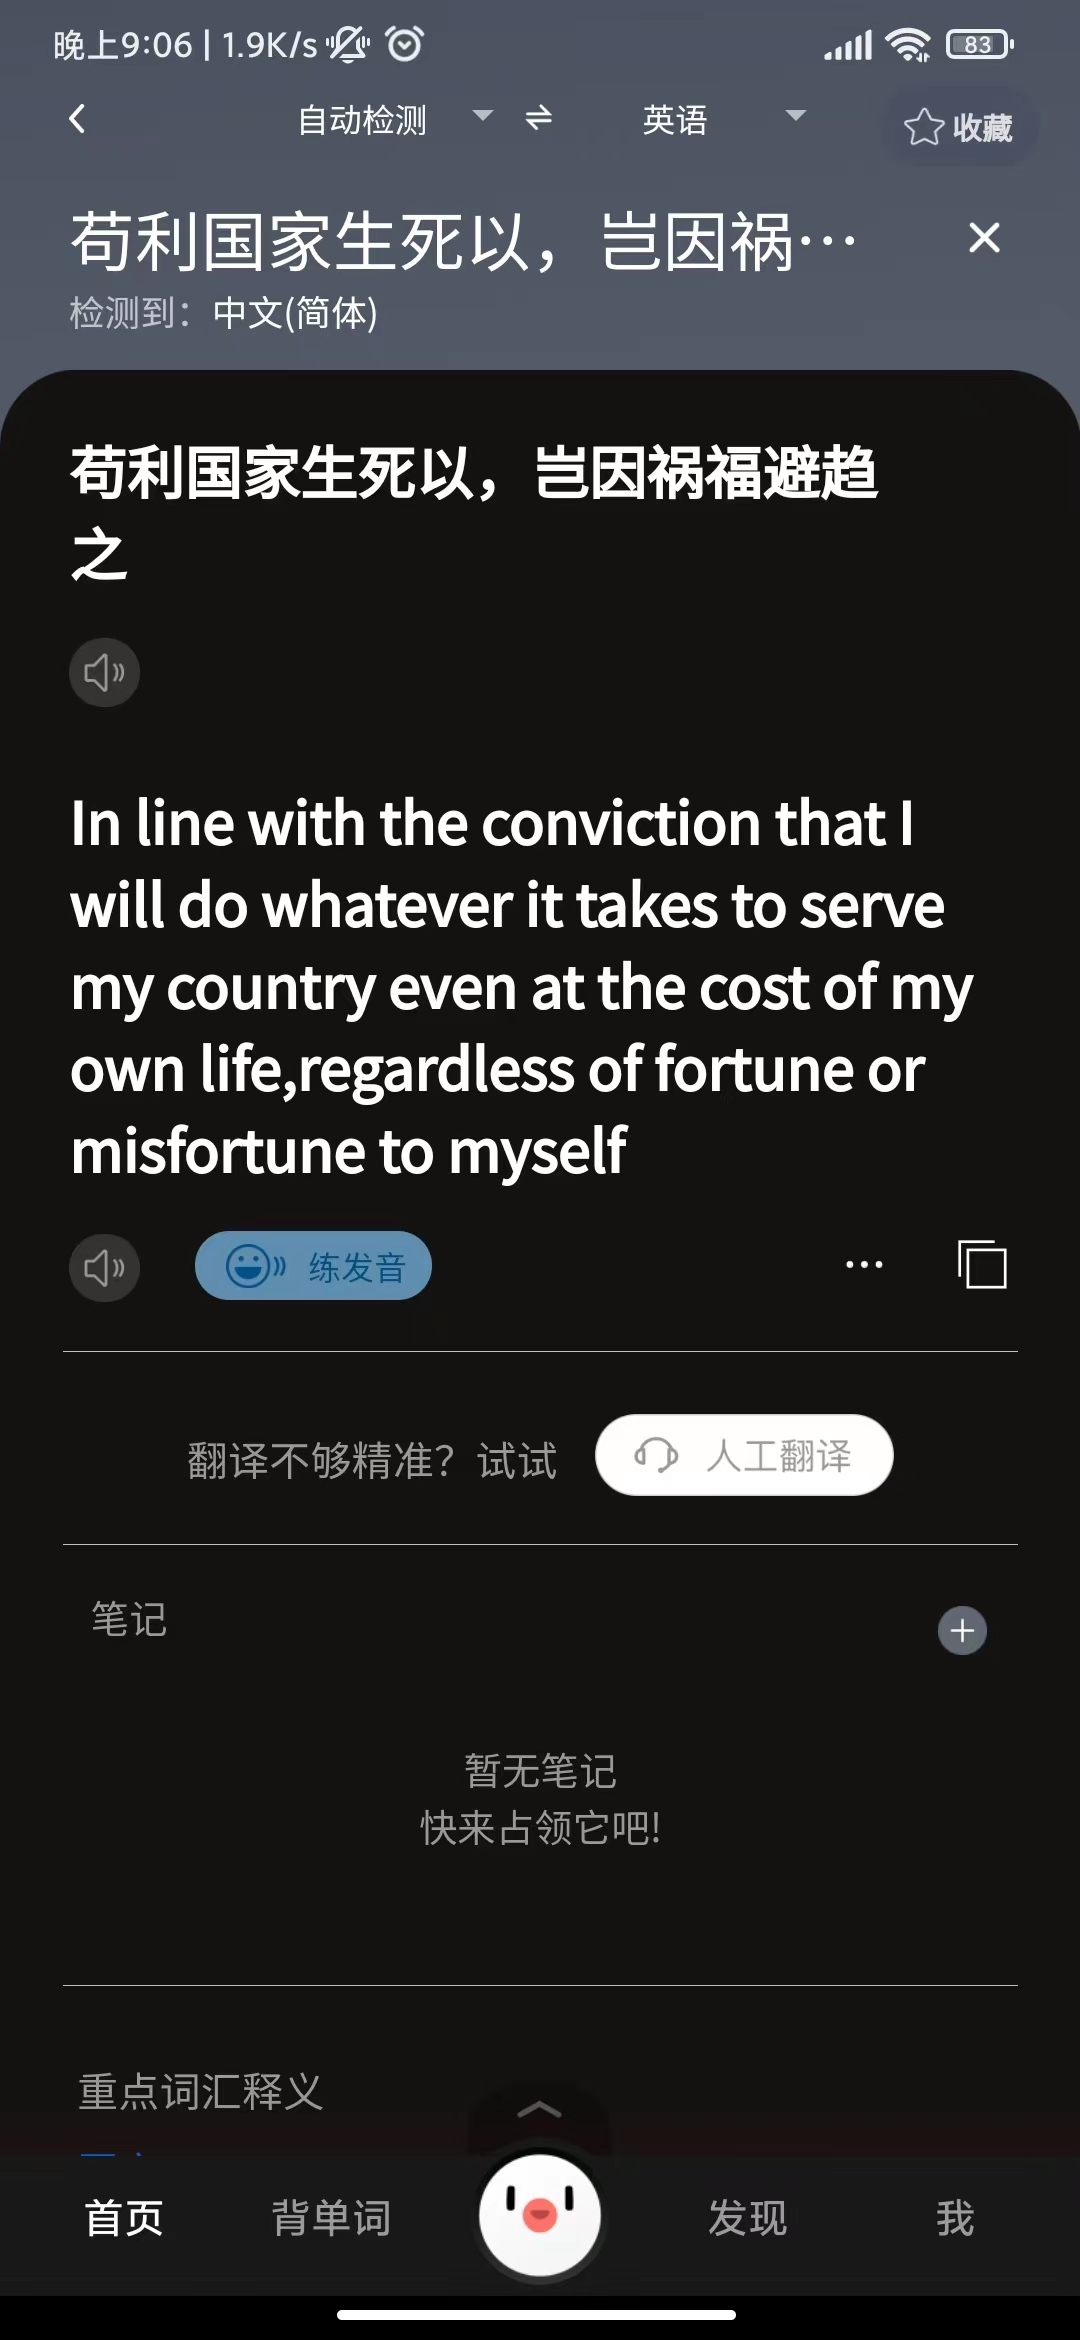 晚上9:06 | 1.9K/s
83
自动检测 英语 收藏
苟利国家生死以，岂因祸…
检测到：中文(简体)
苟利国家生死以，岂因祸福避趋
之
In line with the conviction that I
will do whatever it takes to serve
my country even at the cost of my
own life,regardless of fortune or
misfortune to myself
练发音
翻译不够精准？试试 人工翻译
笔记
暂无笔记
快来占领它吧!
重点词汇释义
首页 背单词 发现 我